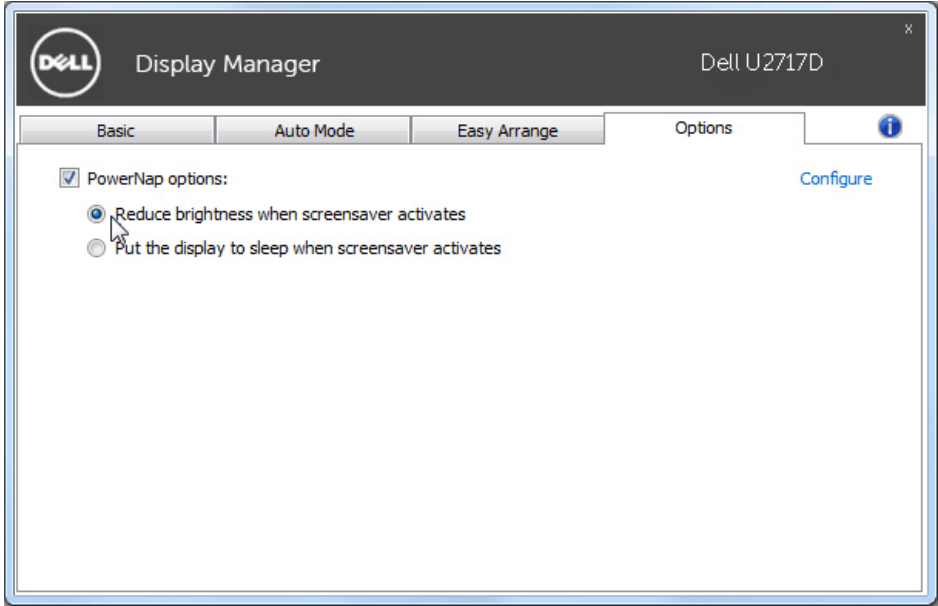 DELL Display Manager Dell U2717D x
Basic Auto Mode Easy Arrange Options i
PowerNap options: Configure
Reduce brightness when screensaver activates
Put the display to sleep when screensaver activates